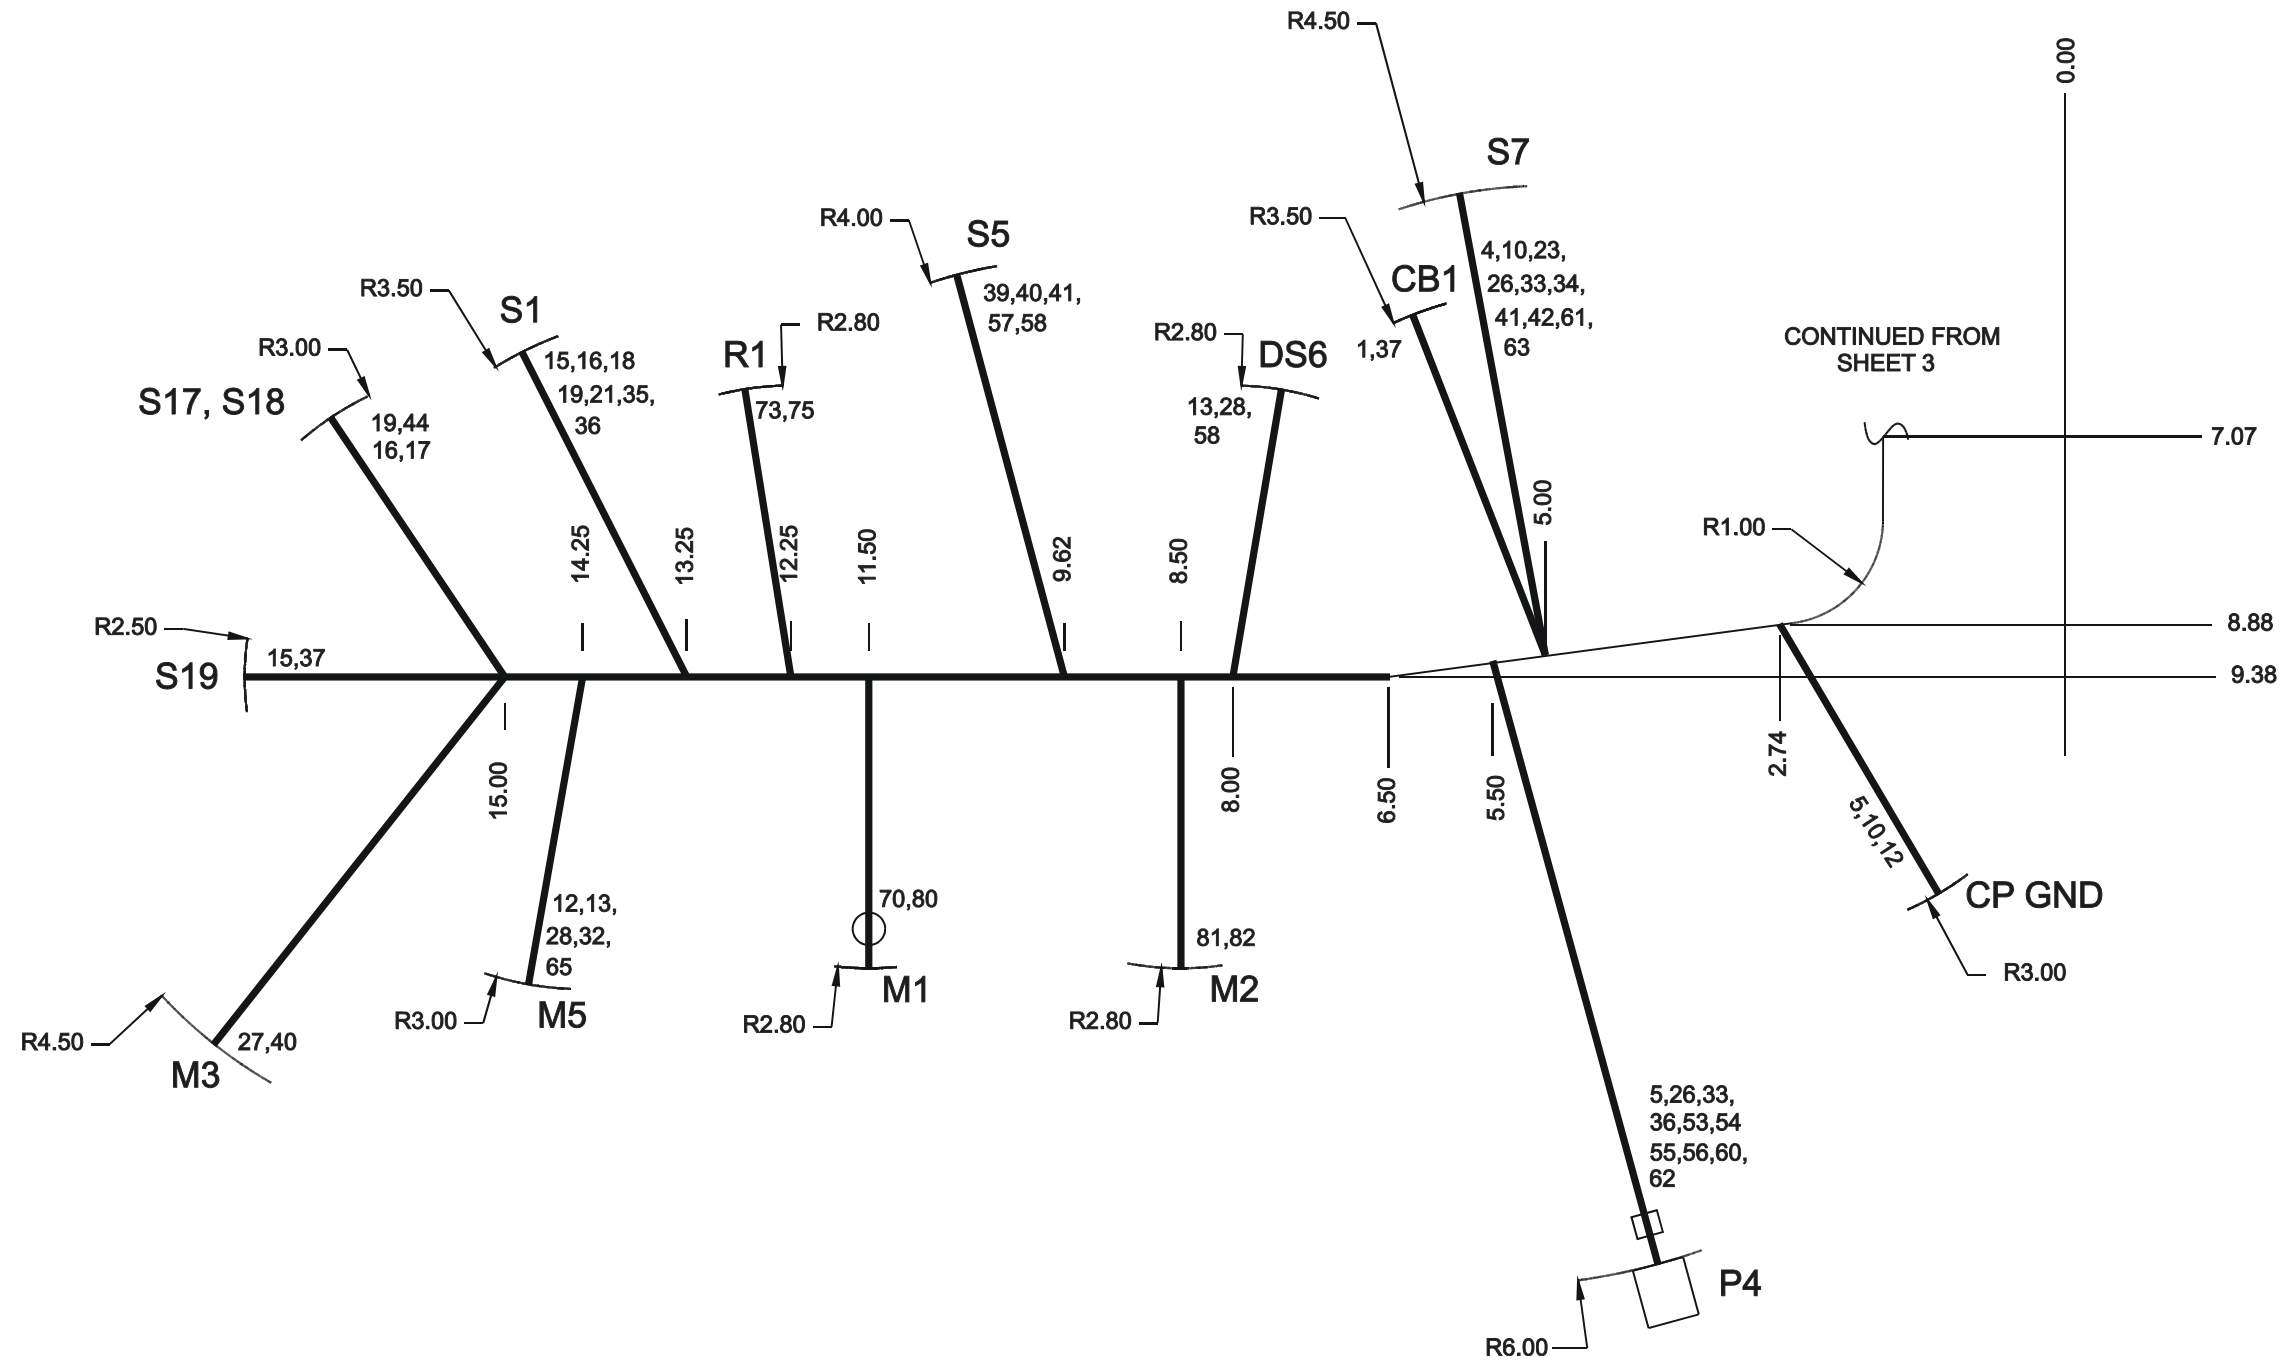 R4.50
0.00
S7
R3.50
R4.00
S5
4,10,23,
26,33,34,
41,42,61,
63
CB1
1,37
39,40,41,
57,58
R3.50
S1
15,16,18
19,21,35,
36
R2.80
R1
73,75
R2.80
DS6
13,28,
58
CONTINUED FROM
SHEET 3
R3.00
S17, S18
19,44
16,17
7.07
14.25
13.25
12.25
11.50
9.62
8.50
5.00
R1.00
R2.50
S19
15,37
8.88
9.38
15.00
8.00
6.50
5.50
2.74
5,10,12
CP GND
R3.00
12,13,
28,32,
65
M5
R3.00
70,80
M1
R2.80
81,82
M2
R2.80
R4.50
27,40
M3
5,26,33,
36,53,54
55,56,60,
62
P4
R6.00